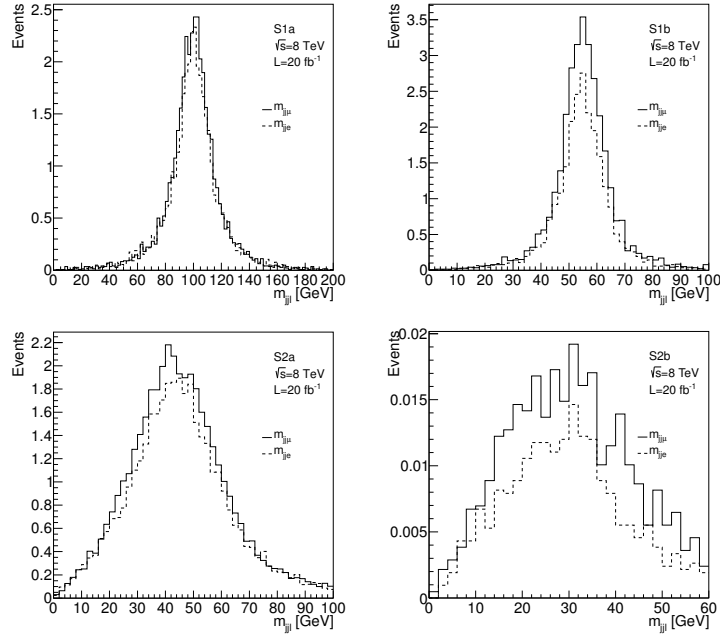 Events
2.5
2
1.5
1
0.5
0
S1a
√s=8 TeV
L=20 fb⁻¹
m_jjμ
m_jje
0 20 40 60 80 100 120 140 160 180 200
m_jjl [GeV]
Events
3.5
3
2.5
2
1.5
1
0.5
0
S1b
√s=8 TeV
L=20 fb⁻¹
m_jjμ
m_jje
0 10 20 30 40 50 60 70 80 90 100
m_jjl [GeV]
Events
2.2
2
1.8
1.6
1.4
1.2
1
0.8
0.6
0.4
0.2
0
S2a
√s=8 TeV
L=20 fb⁻¹
m_jjμ
m_jje
0 10 20 30 40 50 60 70 80 90 100
m_jjl [GeV]
Events
0.02
0.015
0.01
0.005
0
S2b
√s=8 TeV
L=20 fb⁻¹
m_jjμ
m_jje
0 10 20 30 40 50 60
m_jjl [GeV]